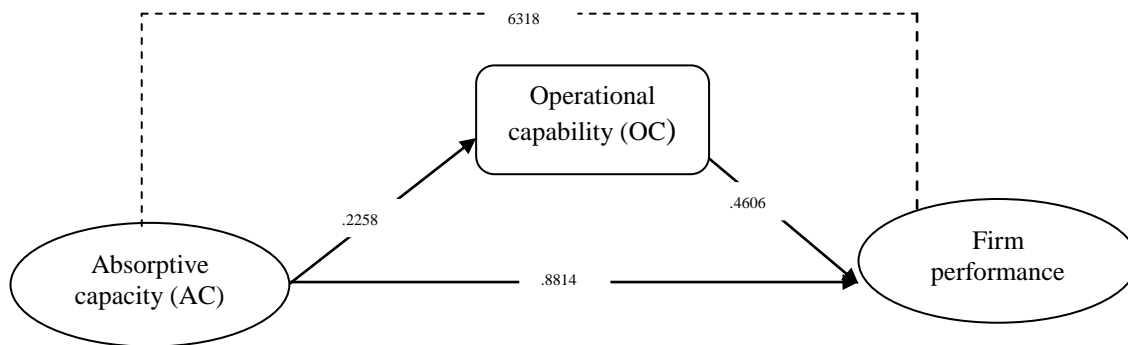 6318
Operational
capability (OC)
.2258
.4606
Absorptive
capacity (AC)
.8814
Firm
performance